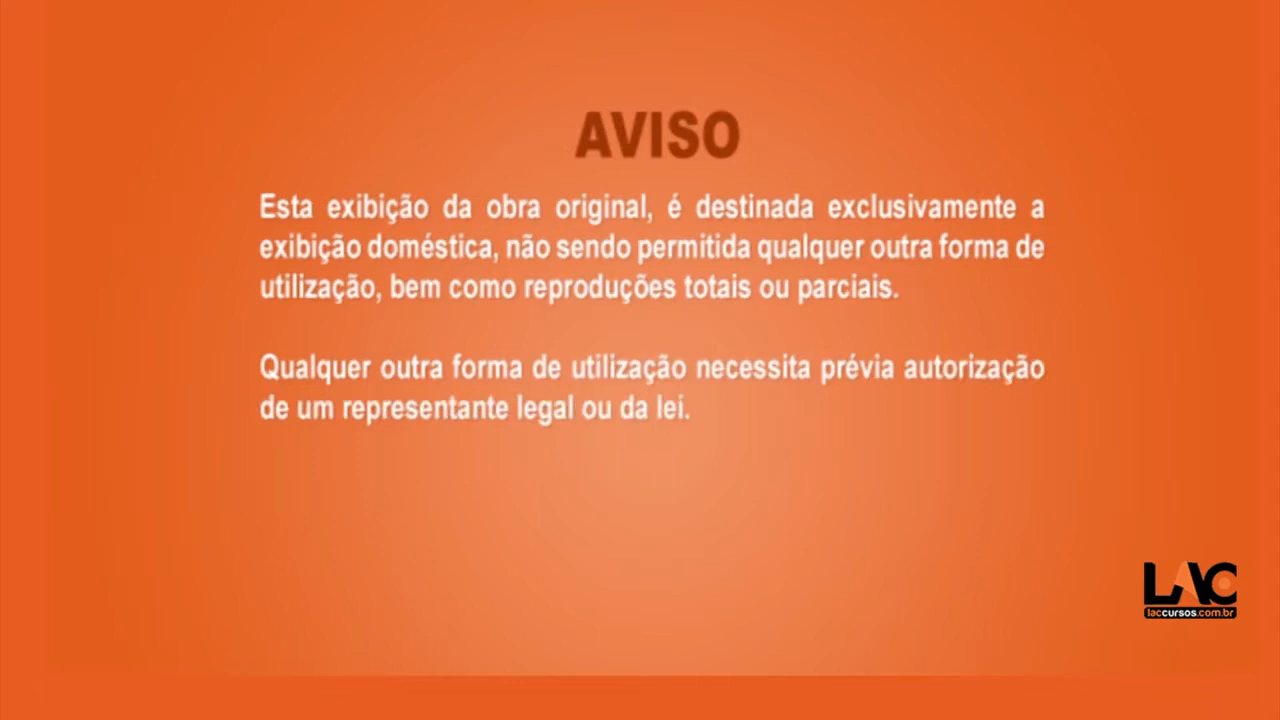 AVISO
Esta exibição da obra original, é destinada exclusivamente a
exibição doméstica, não sendo permitida qualquer outra forma de
utilização, bem como reproduções totais ou parciais.
Qualquer outra forma de utilização necessita prévia autorização
de um representante legal ou da lei.
LAC
laccursos.com.br